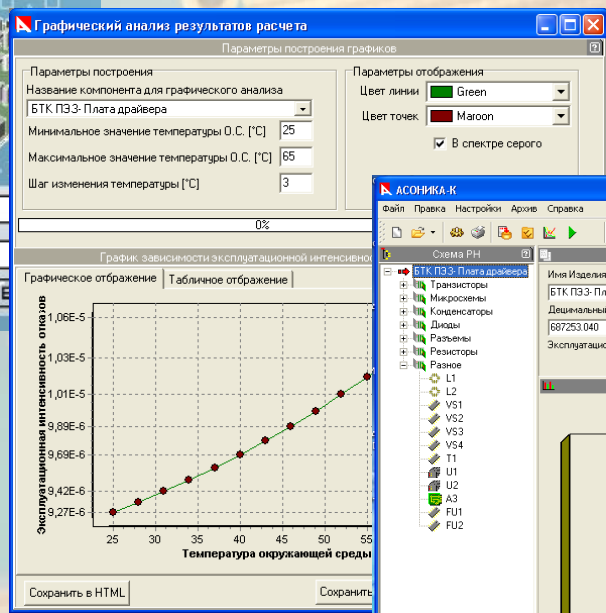 Графический анализ результатов расчета
Параметры построения графиков
Параметры построения
Название компонента для графического анализа
БТК ПЭЗ- Плата драйвера
Минимальное значение температуры О.С. [°C] 25
Максимальное значение температуры О.С. [°C] 65
Шаг изменения температуры [°C] 3
Параметры отображения
Цвет линии Green
Цвет точек Maroon
В спектре серого
0%
График зависимости эксплуатационной интенсивно
Графическое отбражение Табличное отбражение
Эксплуатационная интенсивность отказов
1,06E-5
1,03E-5
1,01E-5
9,89E-6
9,69E-6
9,42E-6
9,27E-6
25 30 35 40 45 50 55
Температура окружающей среды
Сохранить в HTML
Сохранить
АСОНИКА-К
Файл Правка Настройки Архив Справка
Схема РН
БТК ПЭЗ- Плата драйвера
Транзисторы
Микросхемы
Конденсаторы
Диоды
Разъемы
Резисторы
Разное
L1
L2
VS1
VS2
VS3
VS4
T1
U1
U2
A3
FU1
FU2
Имя Изделия
БТК ПЭЗ- Пл
Децимальны
687253.040
Эксплуатацио